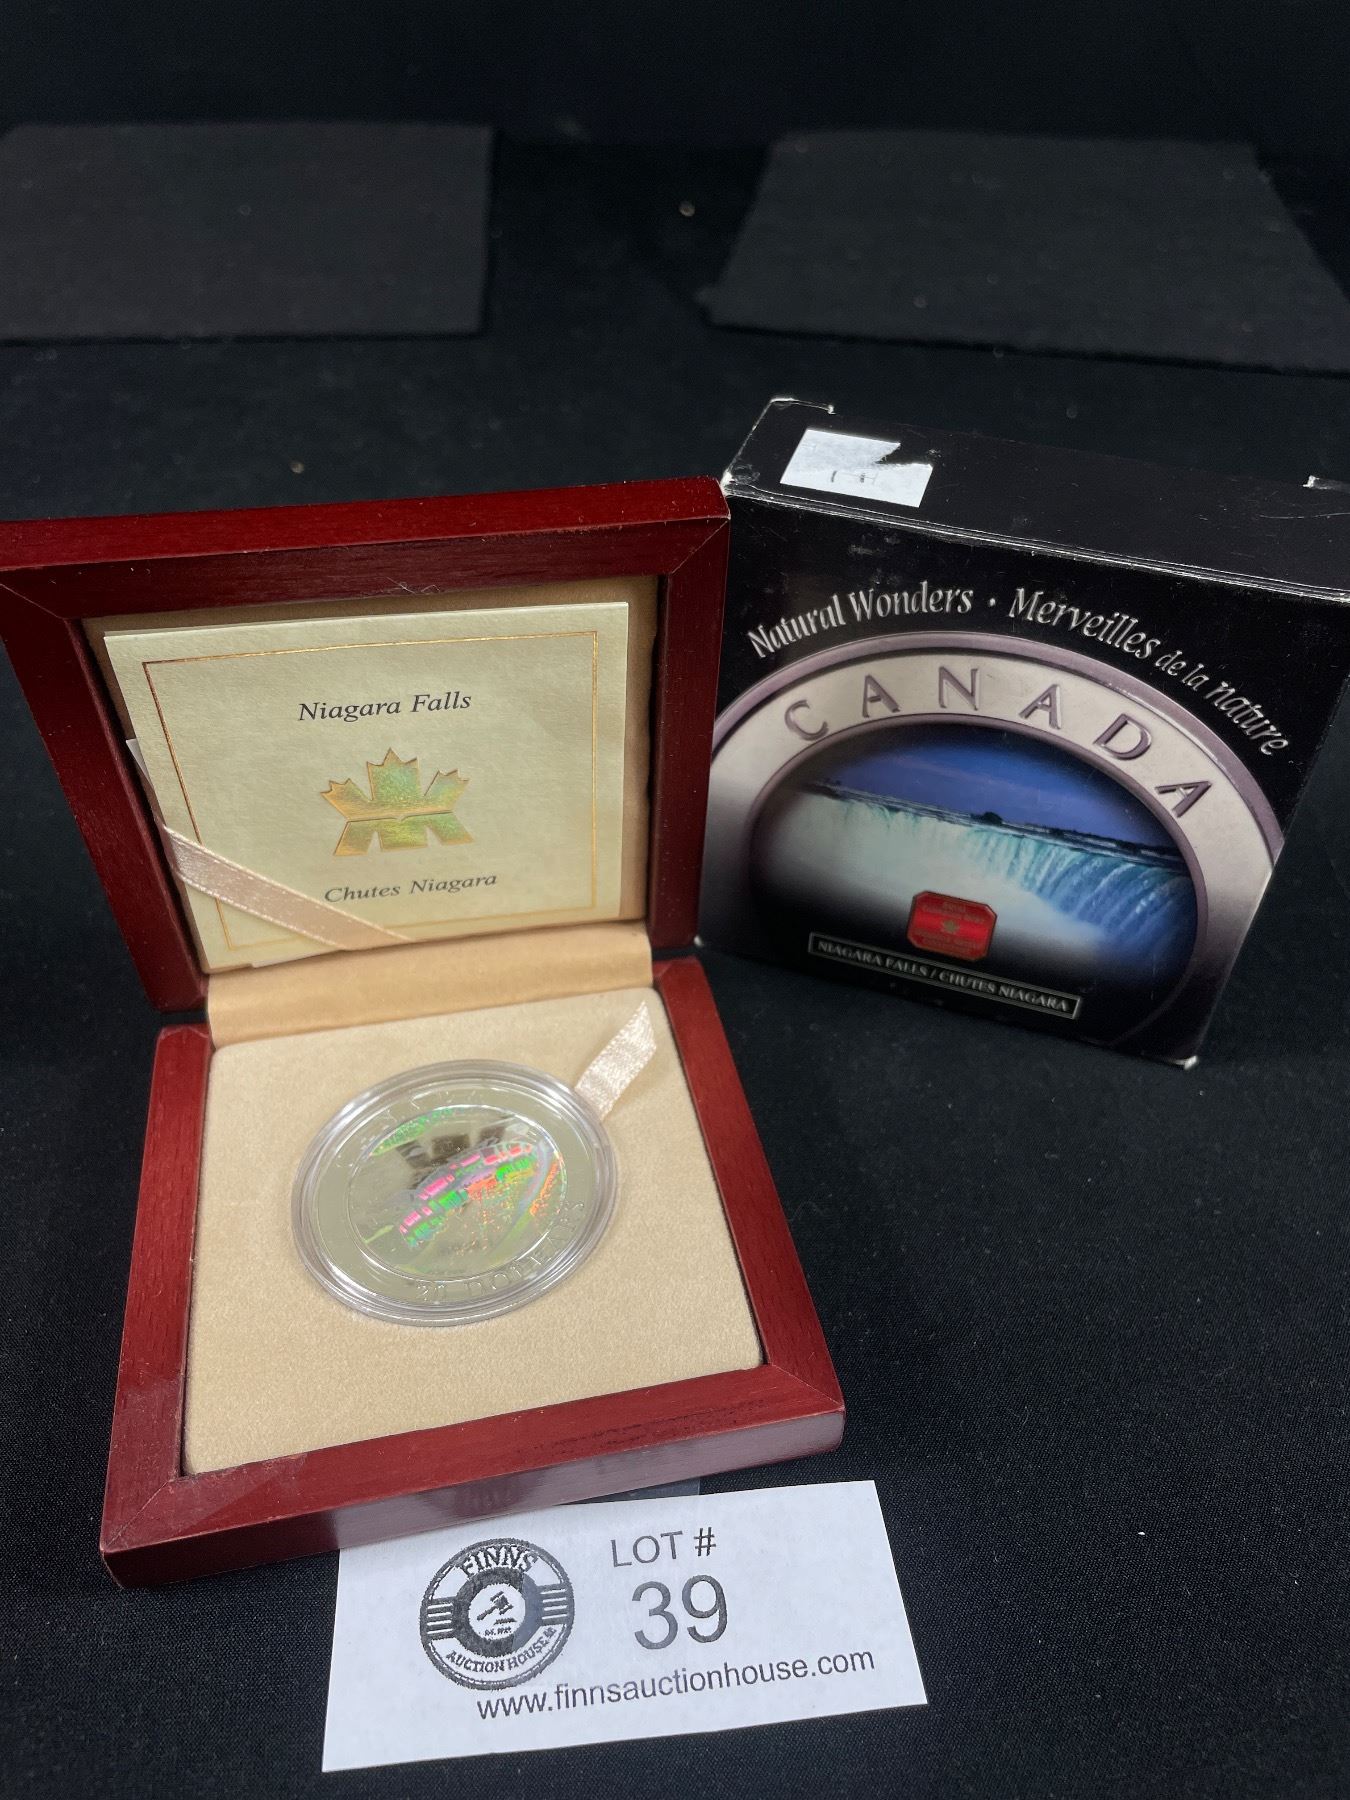 Natural Wonders · Merveilles de la nature
CANADA
NIAGARA FALLS / CHUTES NIAGARA
Niagara Falls
Chutes Niagara
20 DOLLARS
FINNS
AUCTION HOUSE
LOT #
39
www.finnsauctionhouse.com